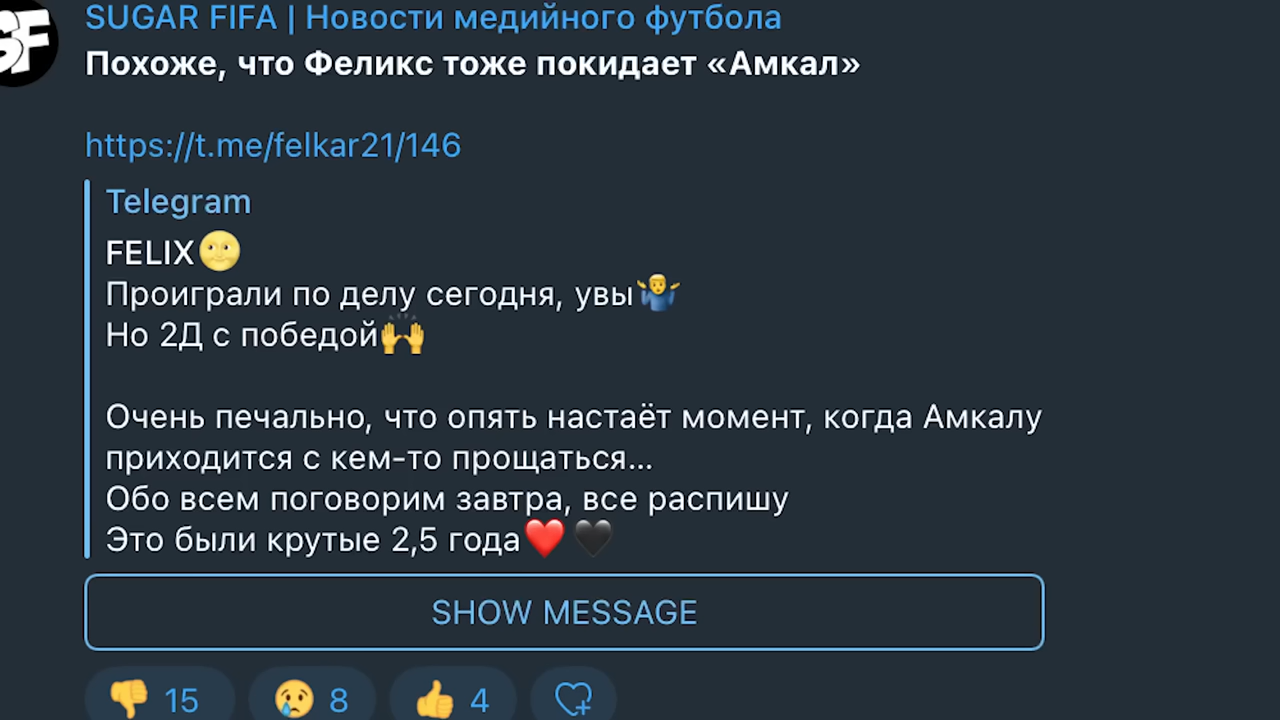 GF
SUGAR FIFA | Новости медийного футбола
Похоже, что Феликс тоже покидает «Амкал»
https://t.me/felkar21/146
Telegram
FELIX🌝
Проиграли по делу сегодня, увы🤷‍♂️
Но 2Д с победой🙌
Очень печально, что опять настаёт момент, когда Амкалу
приходится с кем-то прощаться...
Обо всем поговорим завтра, все распишу
Это были крутые 2,5 года❤️🖤
SHOW MESSAGE
👎 15 😢 8 👍 4